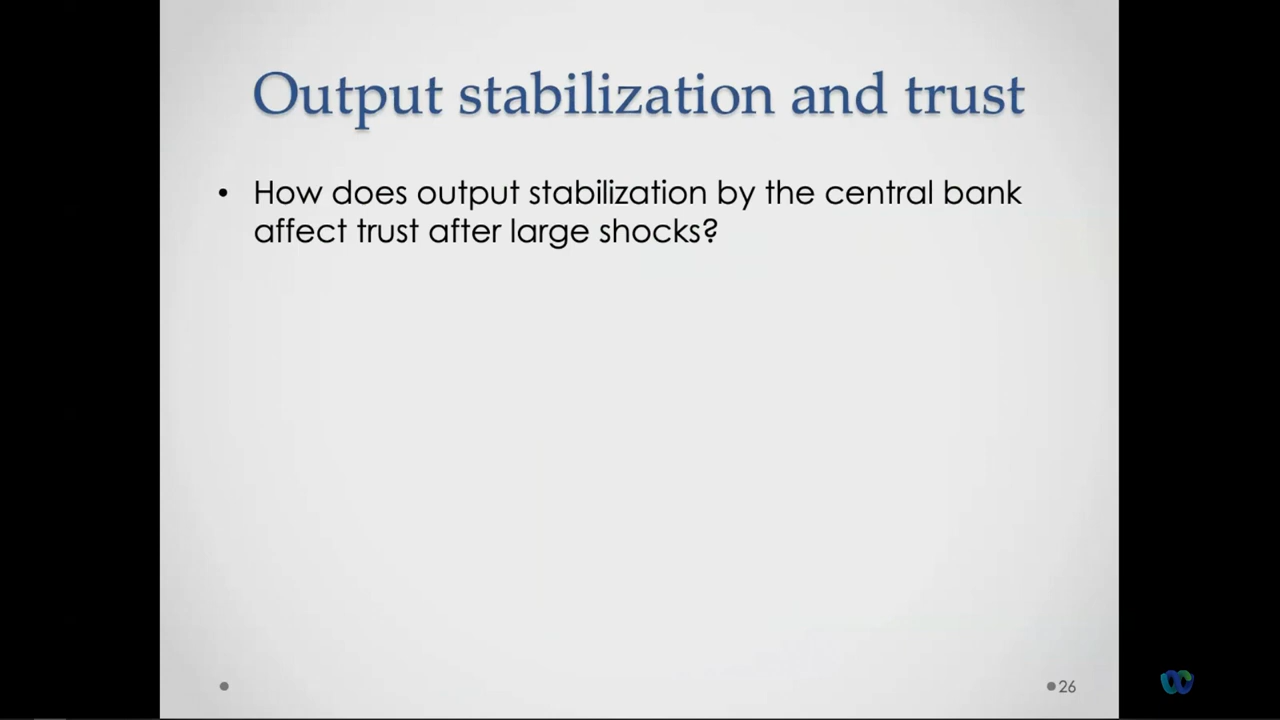 Output stabilization and trust
• How does output stabilization by the central bank
affect trust after large shocks?
26